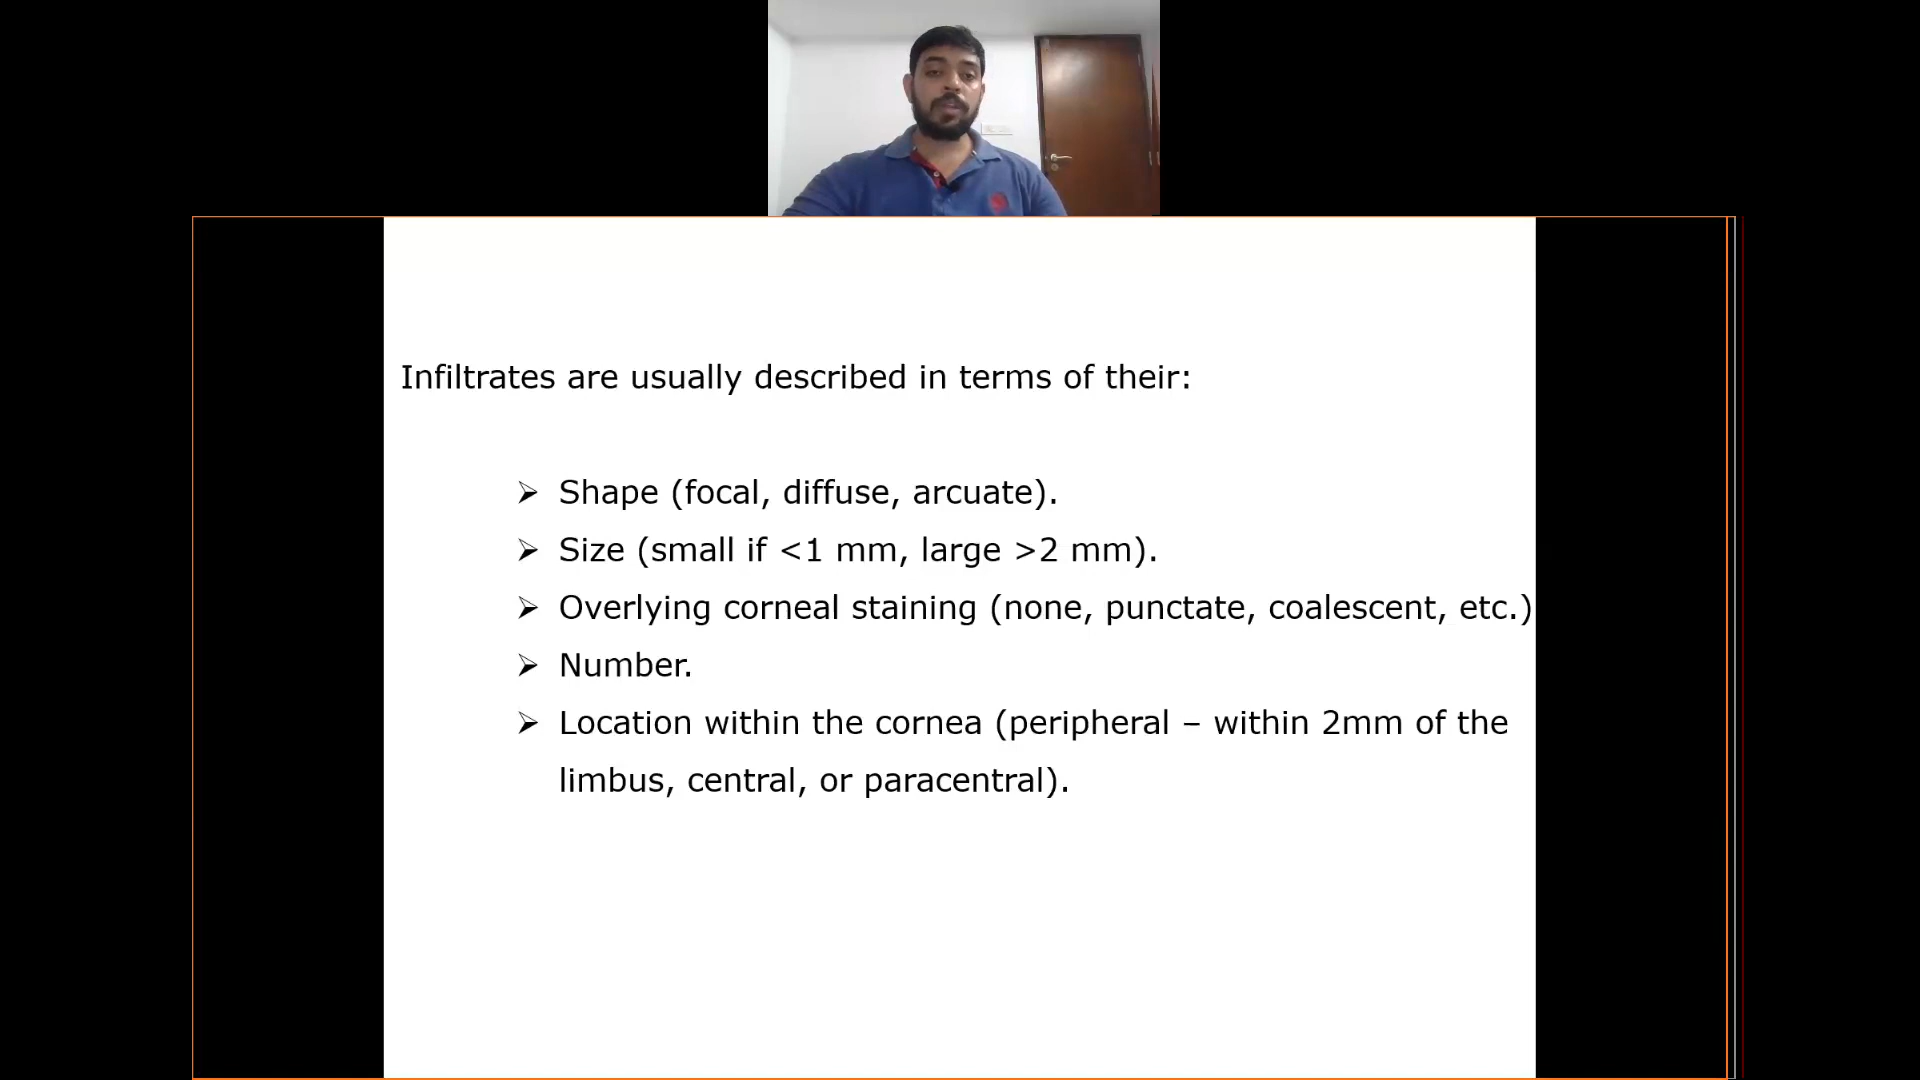 Infiltrates are usually described in terms of their:
➢ Shape (focal, diffuse, arcuate).
➢ Size (small if <1 mm, large >2 mm).
➢ Overlying corneal staining (none, punctate, coalescent, etc.)
➢ Number.
➢ Location within the cornea (peripheral – within 2mm of the
limbus, central, or paracentral).